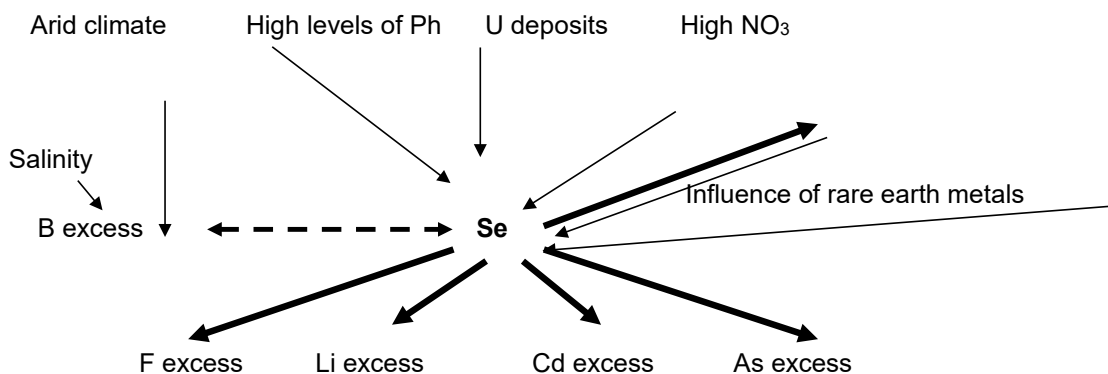 Arid climate High levels of Ph U deposits High NO₃
Salinity
Influence of rare earth metals
B excess Se
F excess Li excess Cd excess As excess